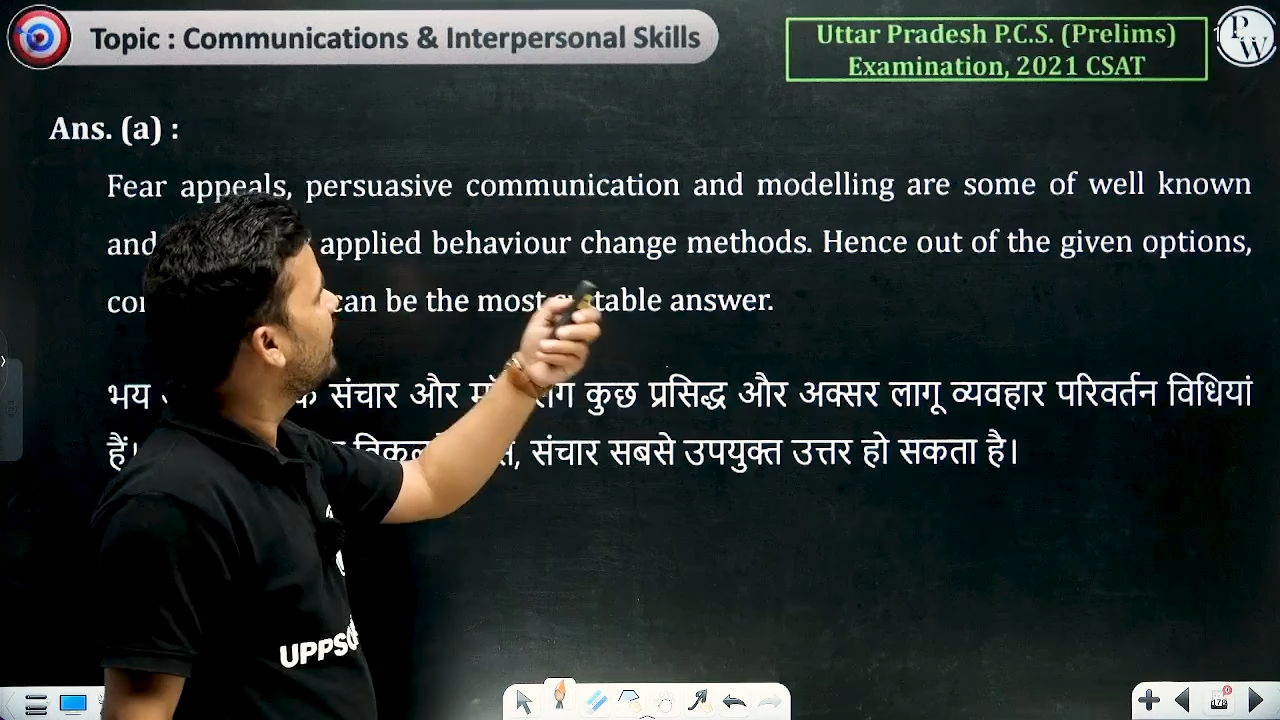 Topic : Communications & Interpersonal Skills
Uttar Pradesh P.C.S. (Prelims)
Examination, 2021 CSAT
PW
Ans. (a) :
Fear appeals, persuasive communication and modelling are some of well known
and applied behaviour change methods. Hence out of the given options,
can be the most answer.
भय संचार और कुछ प्रसिद्ध और अक्सर लागू व्यवहार परिवर्तन विधियां
हैं। संचार सबसे उपयुक्त उत्तर हो सकता है।
UPPSC